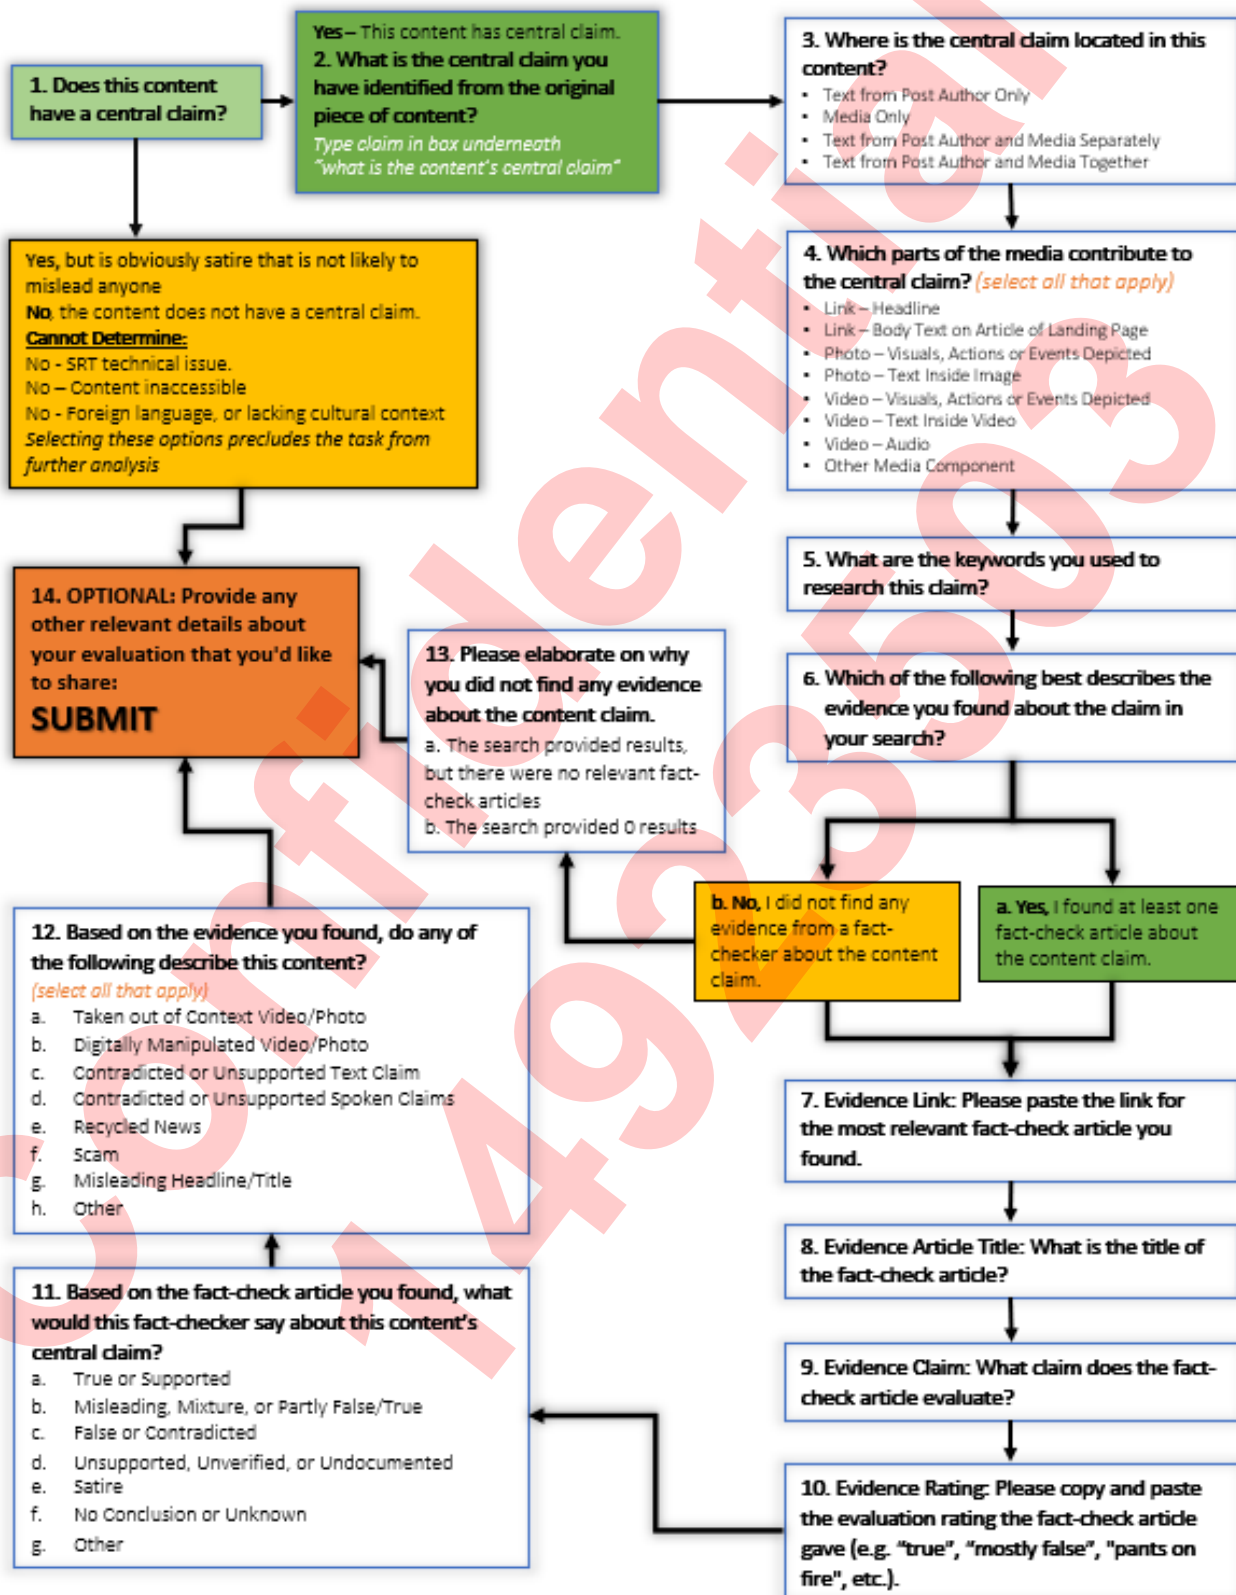 1. Does this content
have a central claim?
Yes – This content has central claim.
2. What is the central claim you
have identified from the original
piece of content?
Type claim in box underneath
"what is the content's central claim"
3. Where is the central claim located in this
content?
▪ Text from Post Author Only
▪ Media Only
▪ Text from Post Author and Media Separately
▪ Text from Post Author and Media Together
Yes, but is obviously satire that is not likely to
mislead anyone
No, the content does not have a central claim.
Cannot Determine:
No - SRT technical issue.
No – Content inaccessible
No - Foreign language, or lacking cultural context
Selecting these options precludes the task from
further analysis
4. Which parts of the media contribute to
the central claim? (select all that apply)
▪ Link – Headline
▪ Link – Body Text on Article of Landing Page
▪ Photo – Visuals, Actions or Events Depicted
▪ Photo – Text Inside Image
▪ Video – Visuals, Actions or Events Depicted
▪ Video – Text Inside Video
▪ Video – Audio
▪ Other Media Component
5. What are the keywords you used to
research this claim?
6. Which of the following best describes the
evidence you found about the claim in
your search?
b. No, I did not find any
evidence from a fact-
checker about the content
claim.
a. Yes, I found at least one
fact-check article about
the content claim.
13. Please elaborate on why
you did not find any evidence
about the content claim.
a. The search provided results,
but there were no relevant fact-
check articles
b. The search provided 0 results
14. OPTIONAL: Provide any
other relevant details about
your evaluation that you'd like
to share:
SUBMIT
7. Evidence Link: Please paste the link for
the most relevant fact-check article you
found.
8. Evidence Article Title: What is the title of
the fact-check article?
9. Evidence Claim: What claim does the fact-
check article evaluate?
10. Evidence Rating: Please copy and paste
the evaluation rating the fact-check article
gave (e.g. "true", "mostly false", "pants on
fire", etc.).
11. Based on the fact-check article you found, what
would this fact-checker say about this content's
central claim?
a. True or Supported
b. Misleading, Mixture, or Partly False/True
c. False or Contradicted
d. Unsupported, Unverified, or Undocumented
e. Satire
f. No Conclusion or Unknown
g. Other
12. Based on the evidence you found, do any of
the following describe this content?
(select all that apply)
a. Taken out of Context Video/Photo
b. Digitally Manipulated Video/Photo
c. Contradicted or Unsupported Text Claim
d. Contradicted or Unsupported Spoken Claims
e. Recycled News
f. Scam
g. Misleading Headline/Title
h. Other
Confidential
14923503